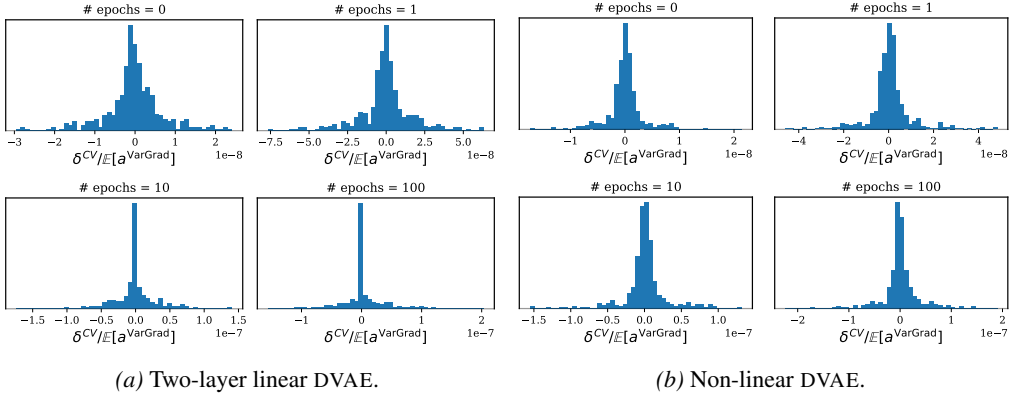 # epochs = 0
# epochs = 1
# epochs = 0
# epochs = 1
−3 −2 −1 0 1 2
1e−8
δ^CV/𝔼[a^VarGrad]
−7.5 −5.0 −2.5 0.0 2.5 5.0
1e−8
δ^CV/𝔼[a^VarGrad]
−1 0 1 2
1e−8
δ^CV/𝔼[a^VarGrad]
−4 −2 0 2 4
1e−8
δ^CV/𝔼[a^VarGrad]
# epochs = 10
# epochs = 100
# epochs = 10
# epochs = 100
−1.5 −1.0 −0.5 0.0 0.5 1.0 1.5
1e−7
δ^CV/𝔼[a^VarGrad]
−1 0 1 2
1e−7
δ^CV/𝔼[a^VarGrad]
−1.5 −1.0 −0.5 0.0 0.5 1.0
1e−7
δ^CV/𝔼[a^VarGrad]
−2 −1 0 1 2
1e−7
δ^CV/𝔼[a^VarGrad]
(a) Two-layer linear DVAE.
(b) Non-linear DVAE.